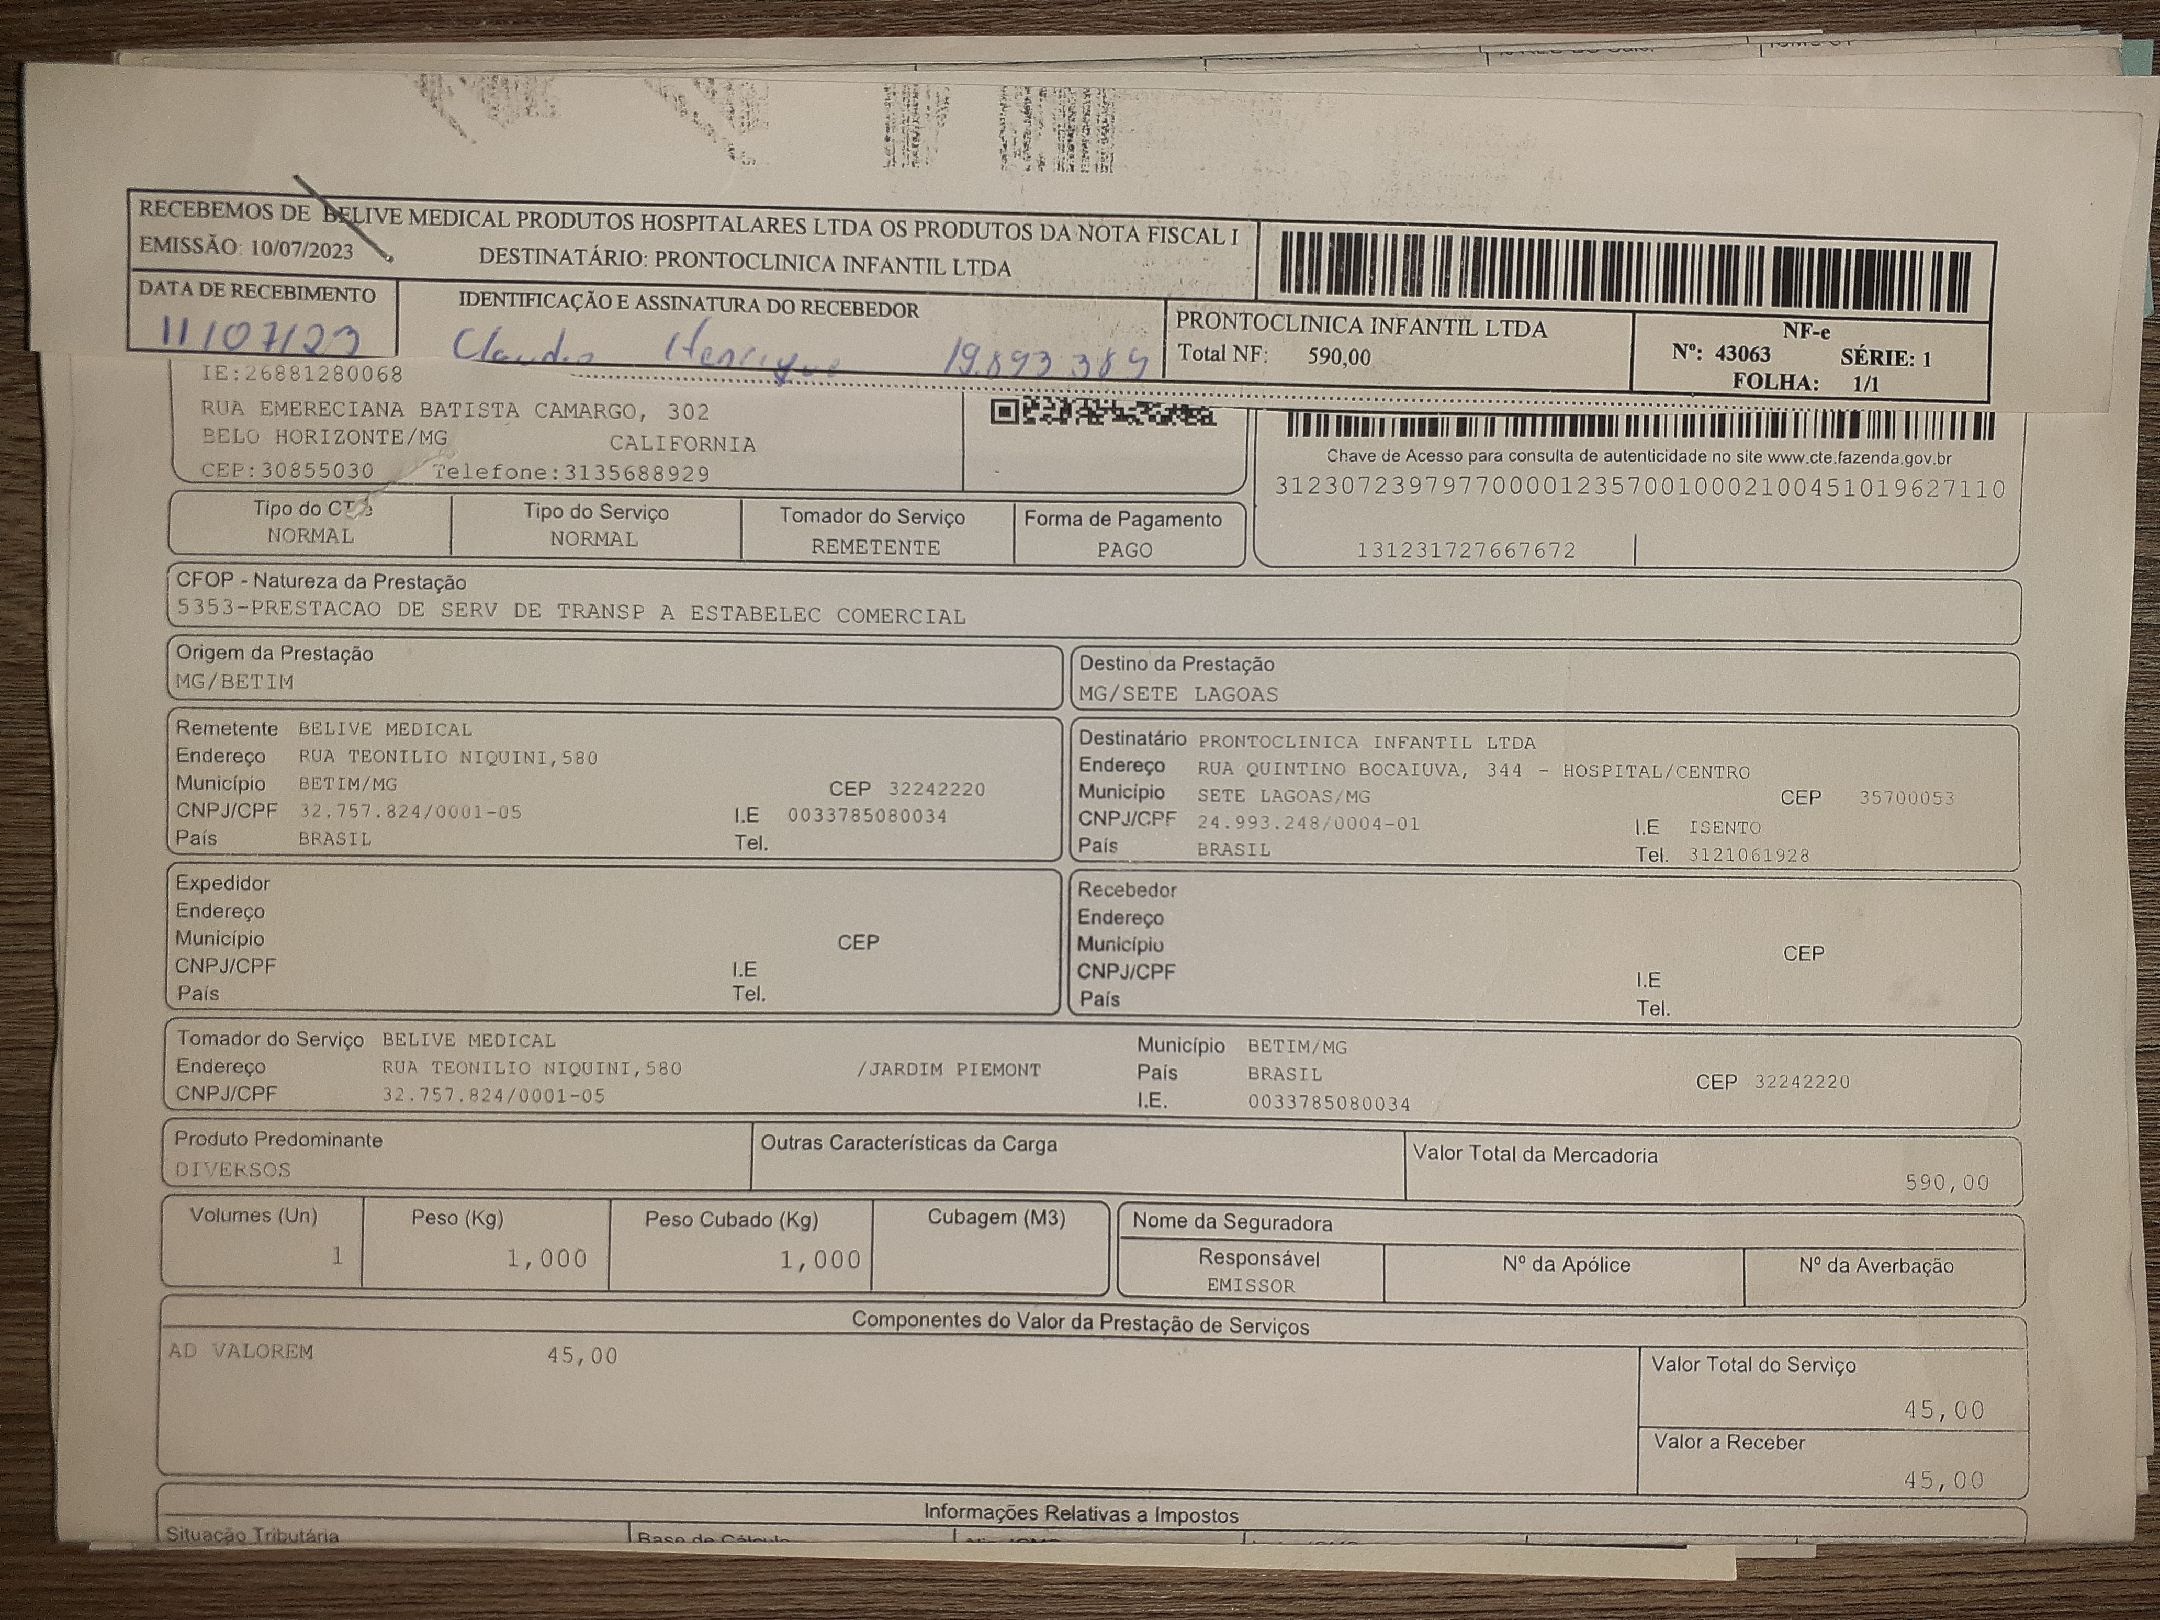 RECEBEMOS DE BELIVE MEDICAL PRODUTOS HOSPITALARES LTDA OS PRODUTOS DA NOTA FISCAL I
EMISSÃO: 10/07/2023 DESTINATÁRIO: PRONTOCLINICA INFANTIL LTDA
DATA DE RECEBIMENTO IDENTIFICAÇÃO E ASSINATURA DO RECEBEDOR
11/07/23 Claudio Henrique 19.893.389
PRONTOCLINICA INFANTIL LTDA
Total NF: 590,00
NF-e
Nº: 43063 SÉRIE: 1
FOLHA: 1/1
IE:26881280068
RUA EMERECIANA BATISTA CAMARGO, 302
BELO HORIZONTE/MG CALIFORNIA
CEP:30855030 Telefone:3135688929
Chave de Acesso para consulta de autenticidade no site www.cte.fazenda.gov.br
31230723979770000123570010002100451019627110
131231727667672
Tipo do CTe Tipo do Serviço Tomador do Serviço Forma de Pagamento
NORMAL NORMAL REMETENTE PAGO
CFOP - Natureza da Prestação
5353-PRESTACAO DE SERV DE TRANSP A ESTABELEC COMERCIAL
Origem da Prestação
MG/BETIM
Destino da Prestação
MG/SETE LAGOAS
Remetente BELIVE MEDICAL
Endereço RUA TEONILIO NIQUINI,580
Município BETIM/MG CEP 32242220
CNPJ/CPF 32.757.824/0001-05 I.E 0033785080034
País BRASIL Tel.
Destinatário PRONTOCLINICA INFANTIL LTDA
Endereço RUA QUINTINO BOCAIUVA, 344 - HOSPITAL/CENTRO
Município SETE LAGOAS/MG CEP 35700053
CNPJ/CPF 24.993.248/0004-01 I.E ISENTO
País BRASIL Tel. 3121061928
Expedidor
Endereço
Município CEP
CNPJ/CPF I.E
País Tel.
Recebedor
Endereço
Município CEP
CNPJ/CPF I.E
País Tel.
Tomador do Serviço BELIVE MEDICAL Município BETIM/MG
Endereço RUA TEONILIO NIQUINI,580 /JARDIM PIEMONT País BRASIL CEP 32242220
CNPJ/CPF 32.757.824/0001-05 I.E. 0033785080034
Produto Predominante Outras Características da Carga Valor Total da Mercadoria
DIVERSOS 590,00
Volumes (Un) Peso (Kg) Peso Cubado (Kg) Cubagem (M3)
1 1,000 1,000
Nome da Seguradora
Responsável Nº da Apólice Nº da Averbação
EMISSOR
Componentes do Valor da Prestação de Serviços
AD VALOREM 45,00
Valor Total do Serviço
45,00
Valor a Receber
45,00
Informações Relativas a Impostos
Situação Tributária Base de Cálculo